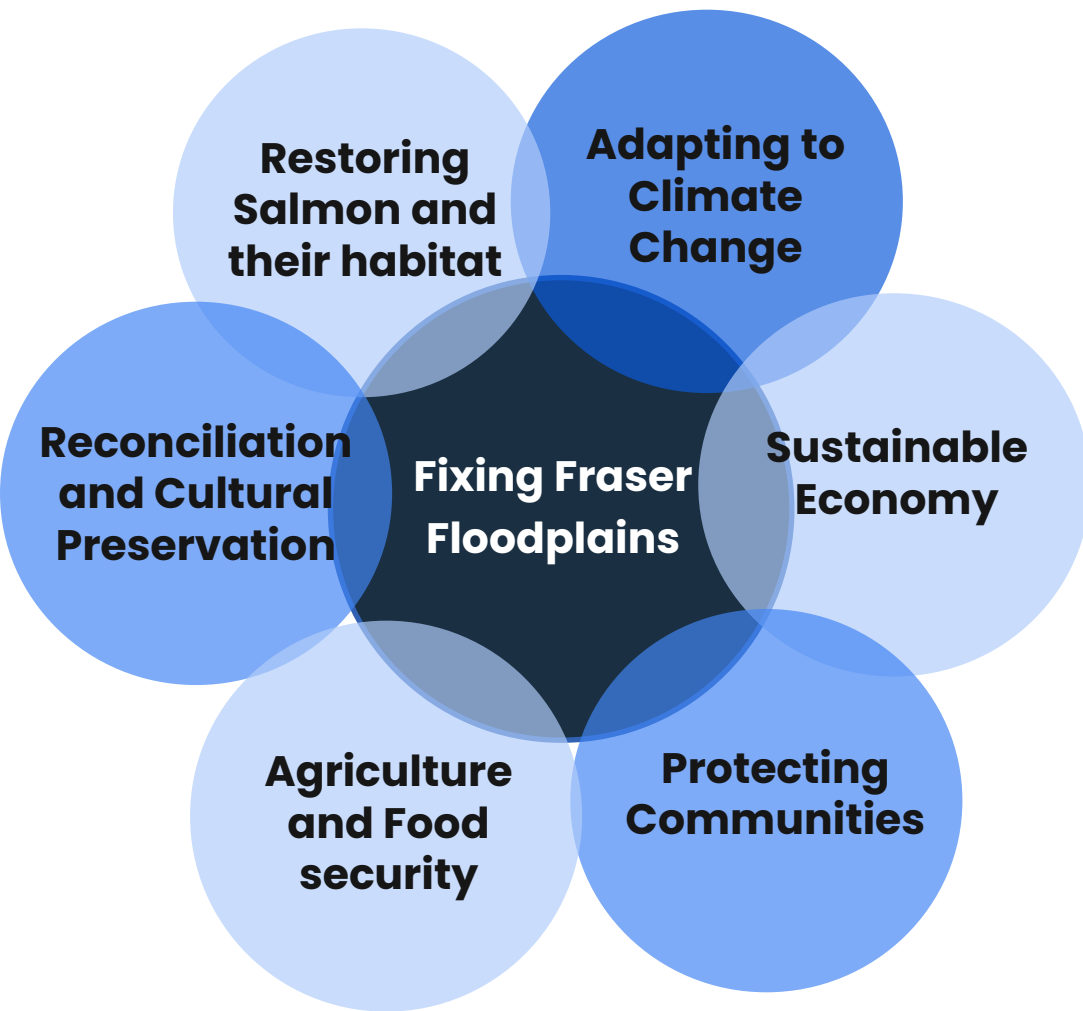 Restoring
Salmon and
their habitat
Adapting to
Climate
Change
Reconciliation
and Cultural
Preservation
Fixing Fraser
Floodplains
Sustainable
Economy
Agriculture
and Food
security
Protecting
Communities